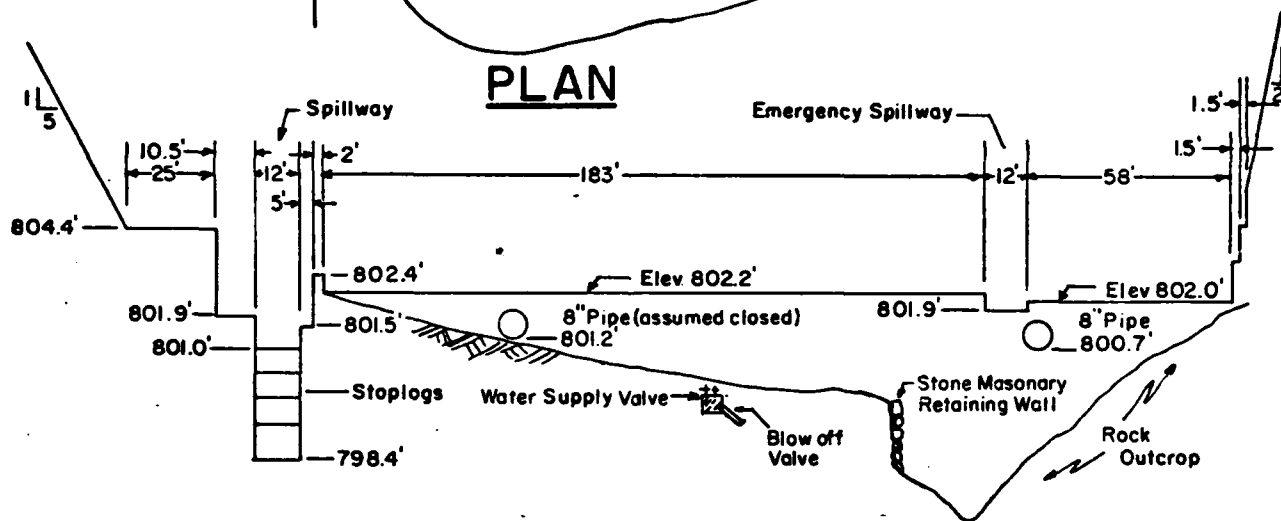 PLAN
Spillway
Emergency Spillway
1
5
10.5'
25'
12'
5'
2'
183'
12'
58'
1.5'
1.5'
2
804.4'
802.4'
Elev. 802.2'
Elev 802.0'
801.9'
801.9'
801.5'
801.0'
8" Pipe (assumed closed)
801.2'
8" Pipe
800.7'
Stoplogs
Water Supply Valve
Stone Masonary
Retaining Wall
Blow off
Valve
Rock
Outcrop
798.4'